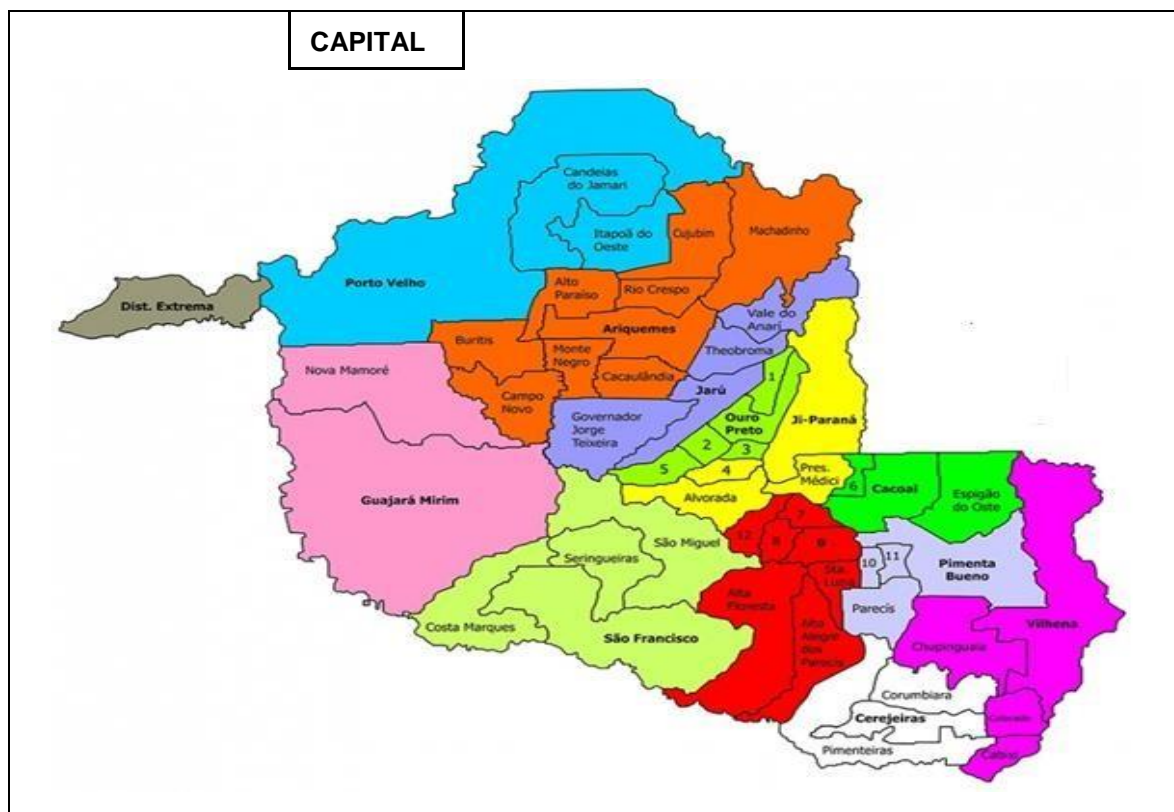 CAPITAL
Candeias
do Jamari
Itapoã do
Oeste
Cujubim
Machadinho
Porto Velho
Dist. Extrema
Alto
Paraíso
Rio Crespo
Vale do
Anarí
Ariquemes
Buritis
Monte
Negro
Theobroma
Nova Mamoré
Cacaulândia
1
Jarú
Campo
Novo
Governador
Jorge
Teixeira
Ouro
Preto
Ji-Paraná
2
3
5
4
Pres.
Médici
6
Cacoal
Espigão
do Oste
Guajará Mirim
Alvorada
7
São Miguel
12
8
9
Seringueiras
10
11
Pimenta
Bueno
Sta.
Luzia
Alta
Floresta
Parecís
Costa Marques
São Francisco
Alto
Alegre
dos
Parecis
Vilhena
Chupinguaia
Corumbiara
Cerejeiras
Colorado
Pimenteiras
Cabixi